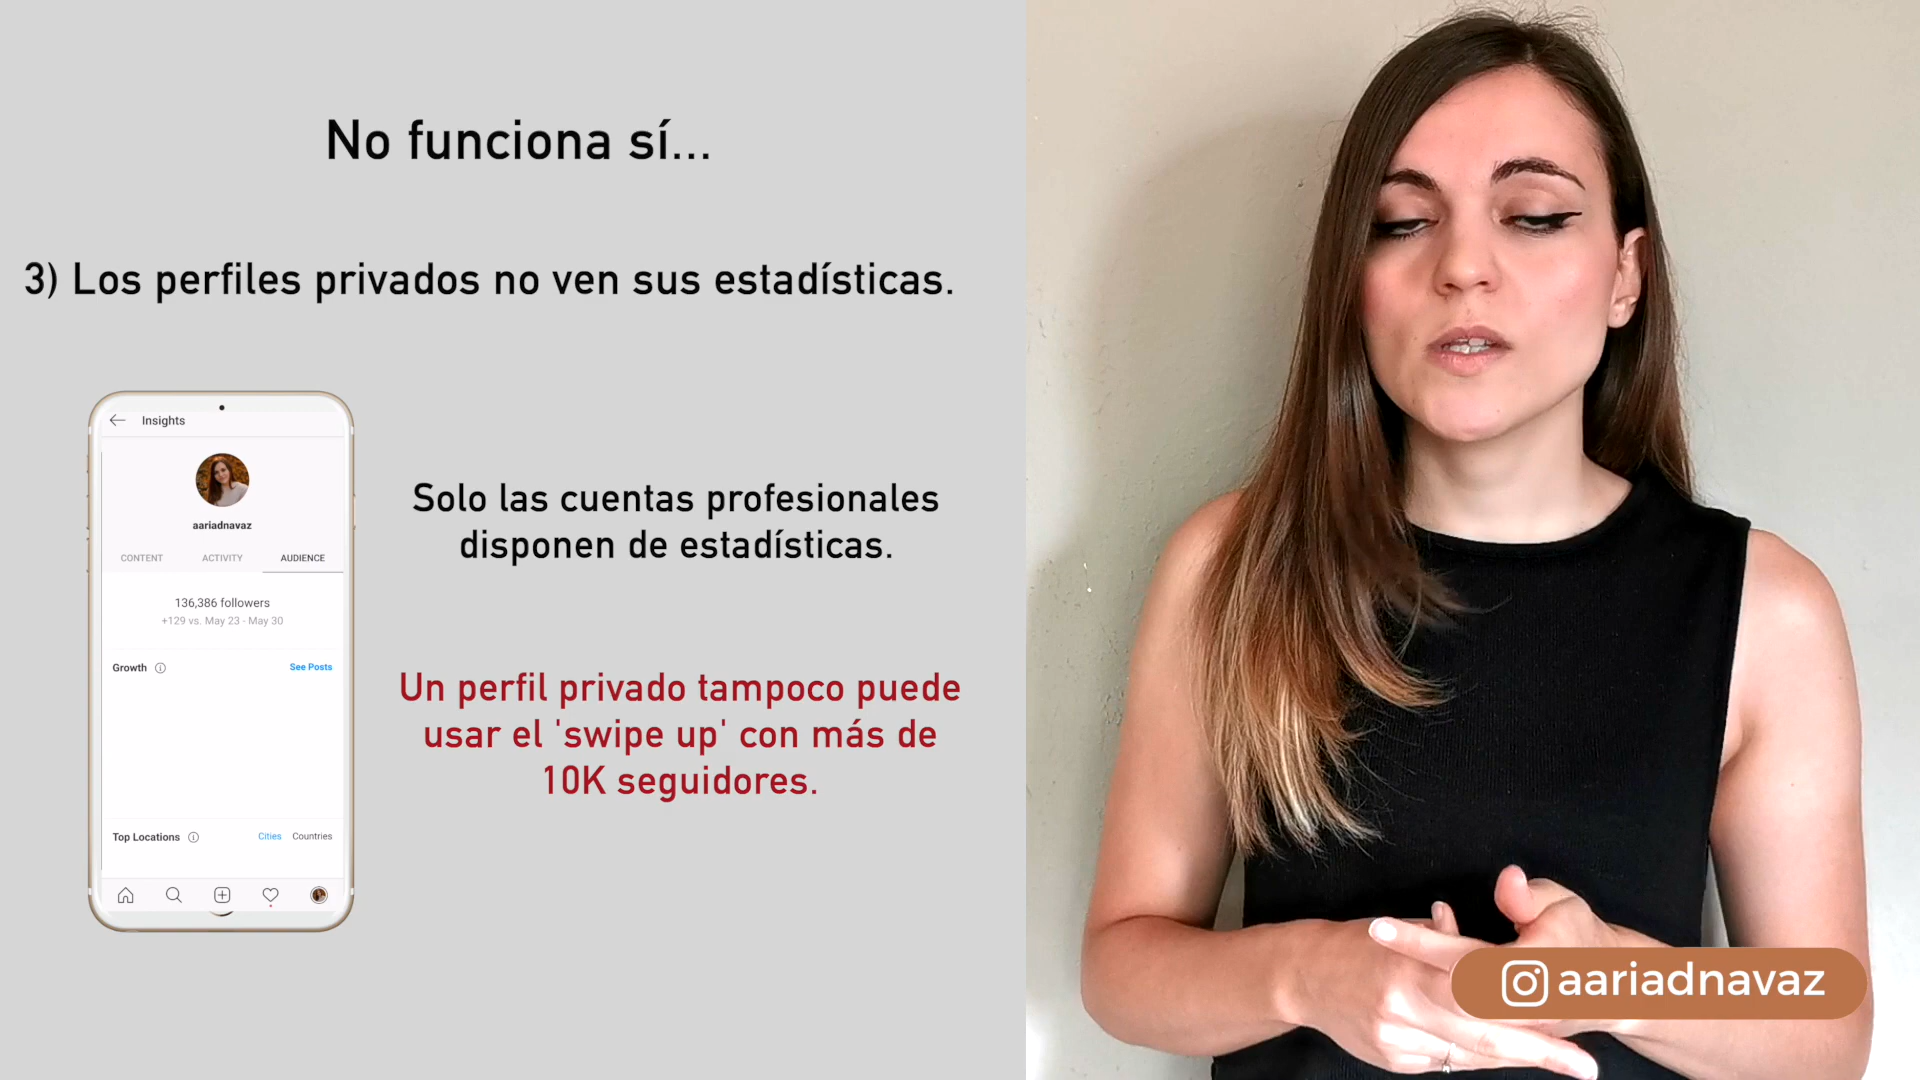 No funciona sí...
3) Los perfiles privados no ven sus estadísticas.
Insights
aariadnavaz
CONTENT ACTIVITY AUDIENCE
136,386 followers
+129 vs. May 23 - May 30
Growth See Posts
Top Locations Cities Countries
Solo las cuentas profesionales
disponen de estadísticas.
Un perfil privado tampoco puede
usar el 'swipe up' con más de
10K seguidores.
aariadnavaz